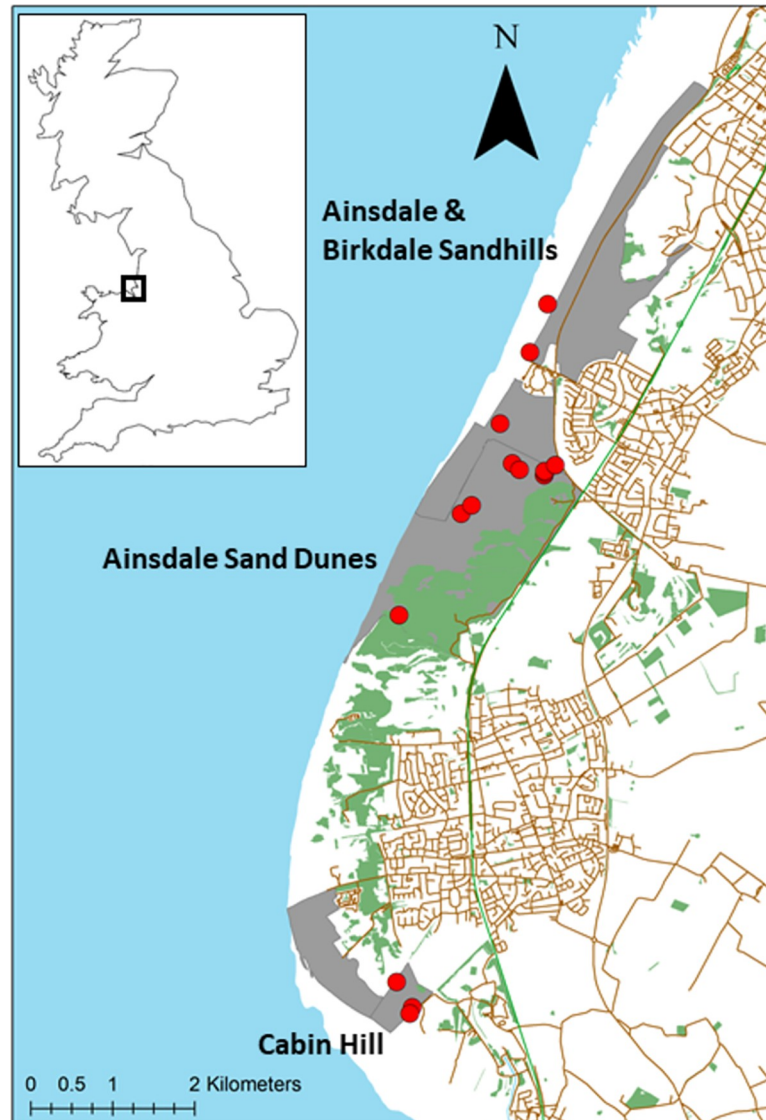 N
Ainsdale &
Birkdale Sandhills
Ainsdale Sand Dunes
Cabin Hill
0 0.5 1 2 Kilometers